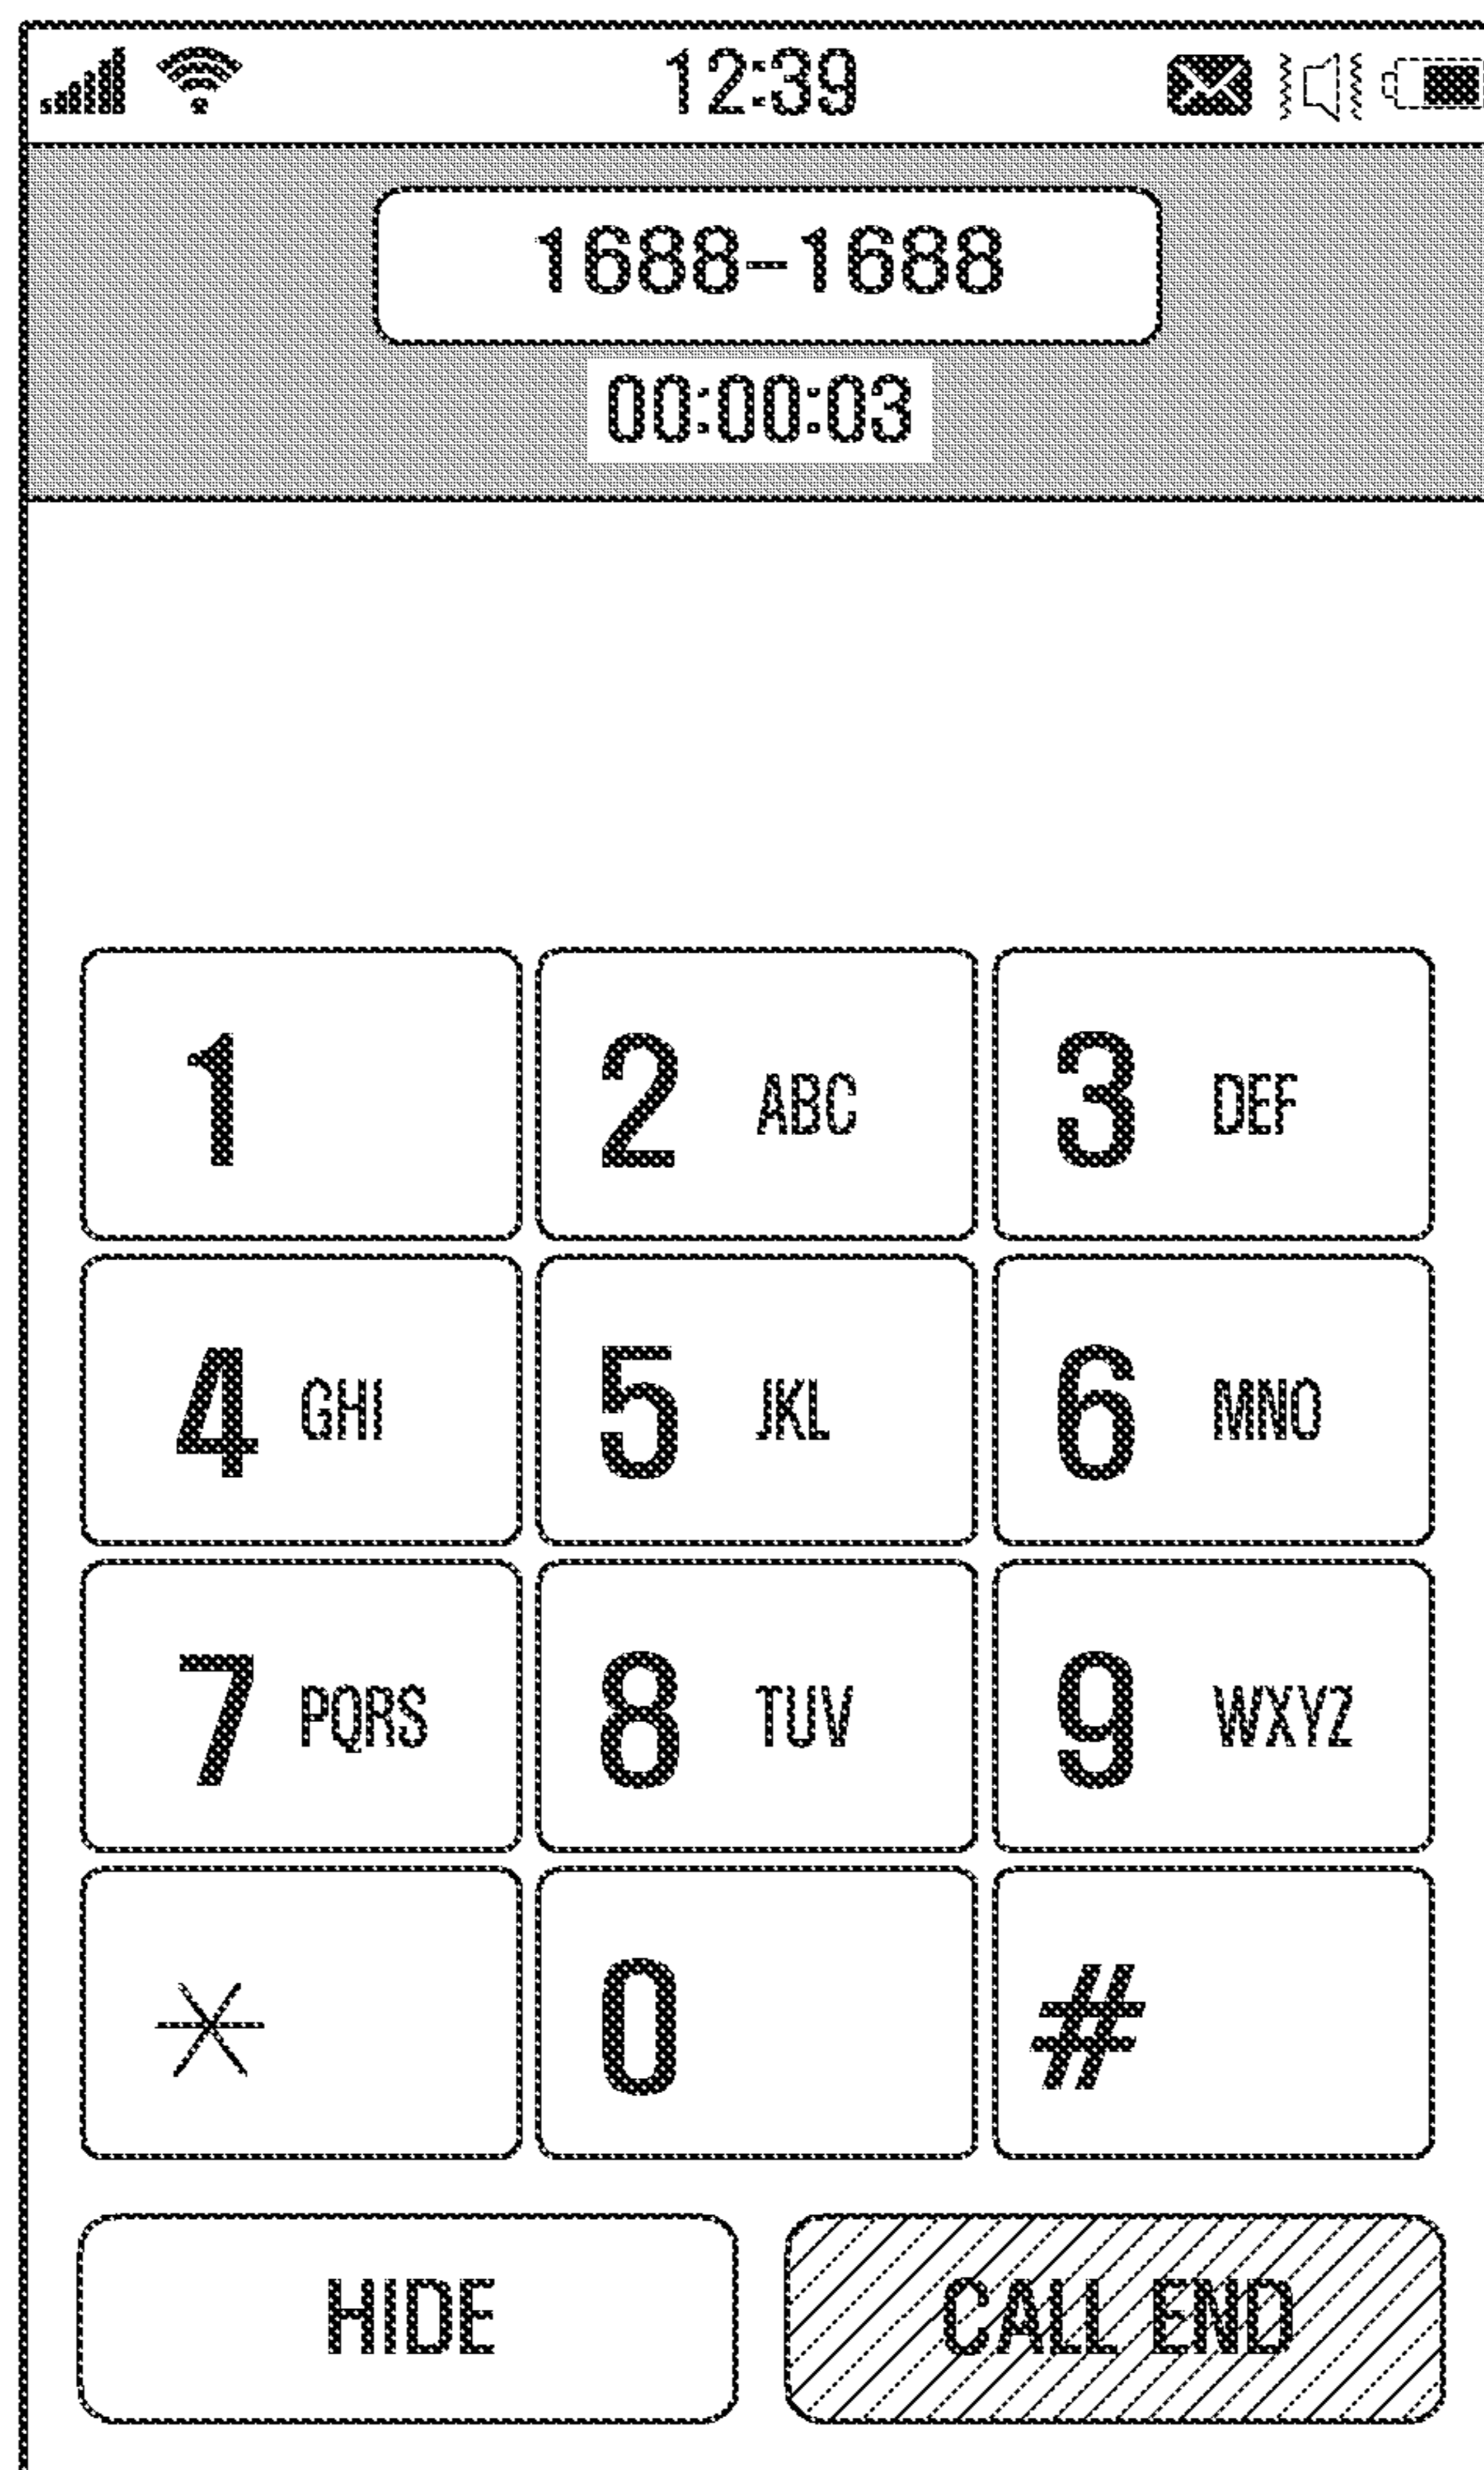 12:39
1688-1688
00:00:03
1 2 ABC 3 DEF
4 GHI 5 JKL 6 MNO
7 PQRS 8 TUV 9 WXYZ
* 0 #
HIDE CALL END